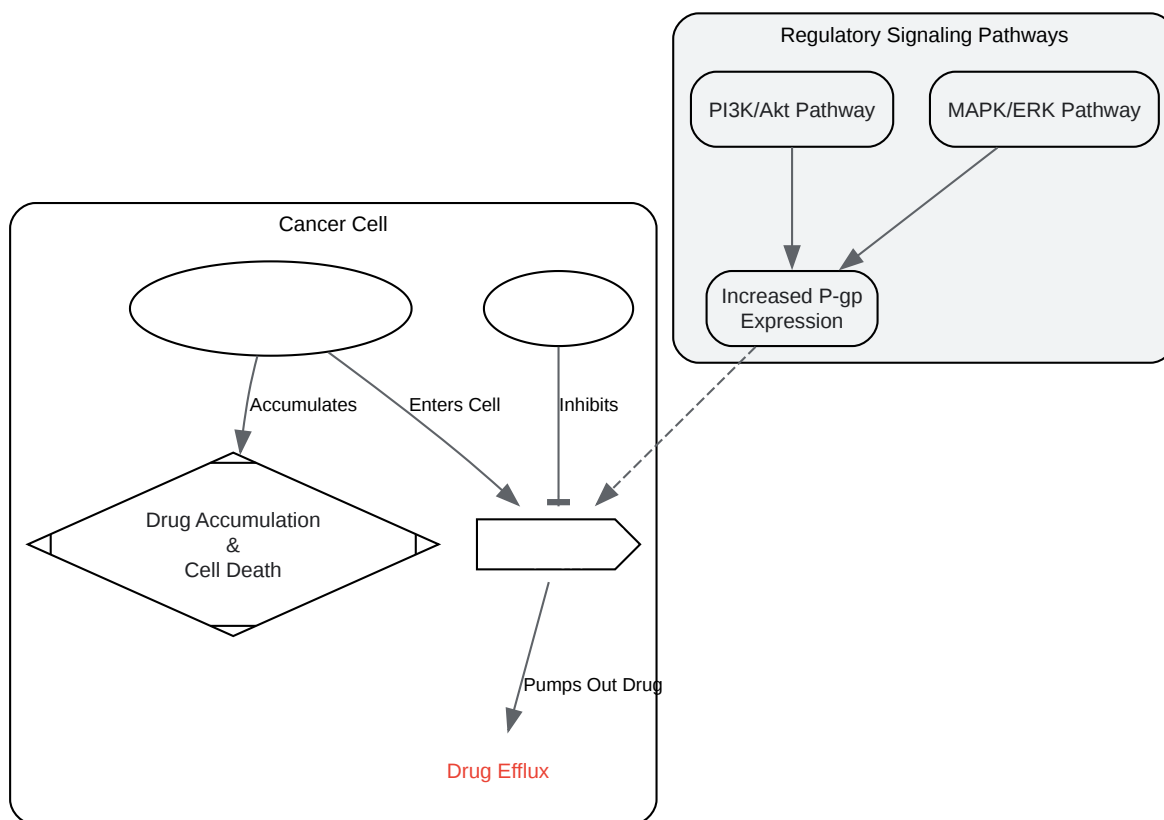 Regulatory Signaling Pathways
PI3K/Akt Pathway
MAPK/ERK Pathway
Cancer Cell
Increased P-gp
Expression
Accumulates
Enters Cell
Inhibits
Drug Accumulation
&
Cell Death
Pumps Out Drug
Drug Efflux